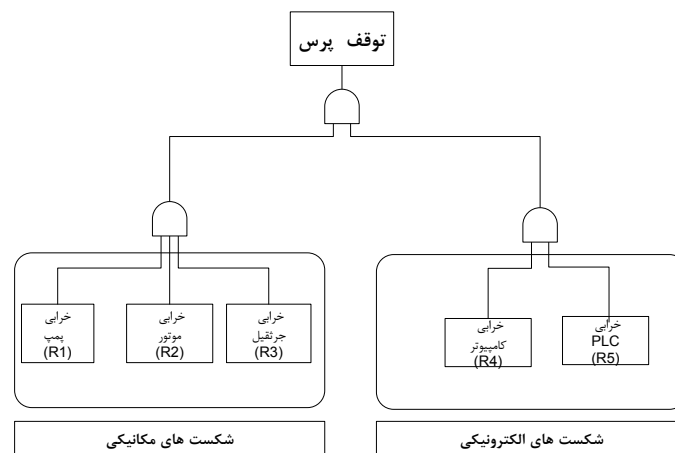 توقف پرس
خرابی
پمپ
(R1)
خرابی
موتور
(R2)
خرابی
جرثقیل
(R3)
خرابی
کامپیوتر
(R4)
خرابی
PLC
(R5)
شکست های مکانیکی
شکست های الکترونیکی